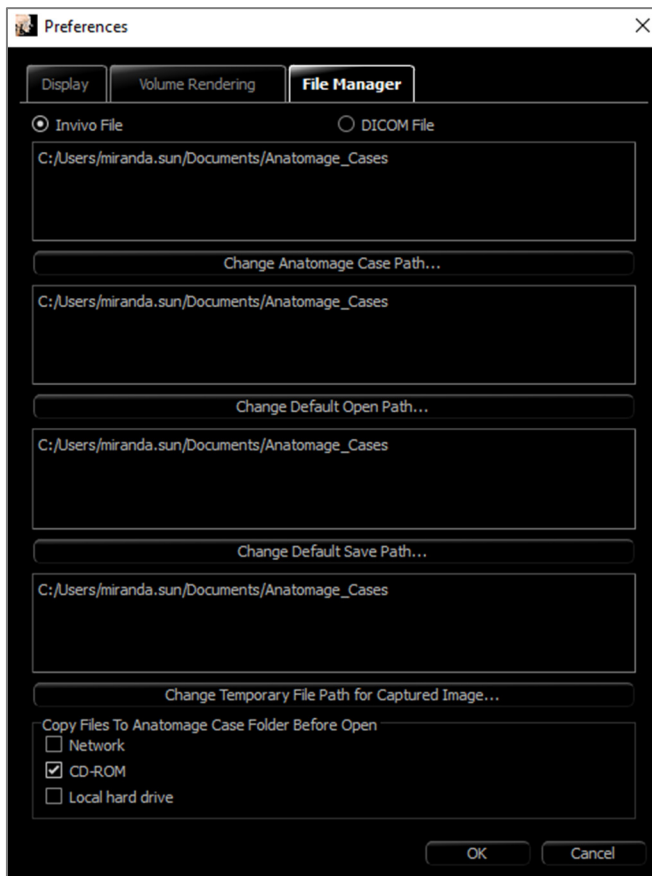 Preferences
Display Volume Rendering File Manager
Invivo File DICOM File
C:/Users/miranda.sun/Documents/Anatomage_Cases
Change Anatomage Case Path...
C:/Users/miranda.sun/Documents/Anatomage_Cases
Change Default Open Path...
C:/Users/miranda.sun/Documents/Anatomage_Cases
Change Default Save Path...
C:/Users/miranda.sun/Documents/Anatomage_Cases
Change Temporary File Path for Captured Image...
Copy Files To Anatomage Case Folder Before Open
Network
CD-ROM
Local hard drive
OK Cancel